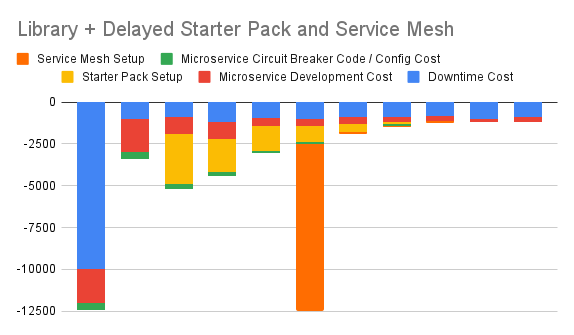 Library + Delayed Starter Pack and Service Mesh
Service Mesh Setup Microservice Circuit Breaker Code / Config Cost
Starter Pack Setup Microservice Development Cost Downtime Cost
0
-2500
-5000
-7500
-10000
-12500